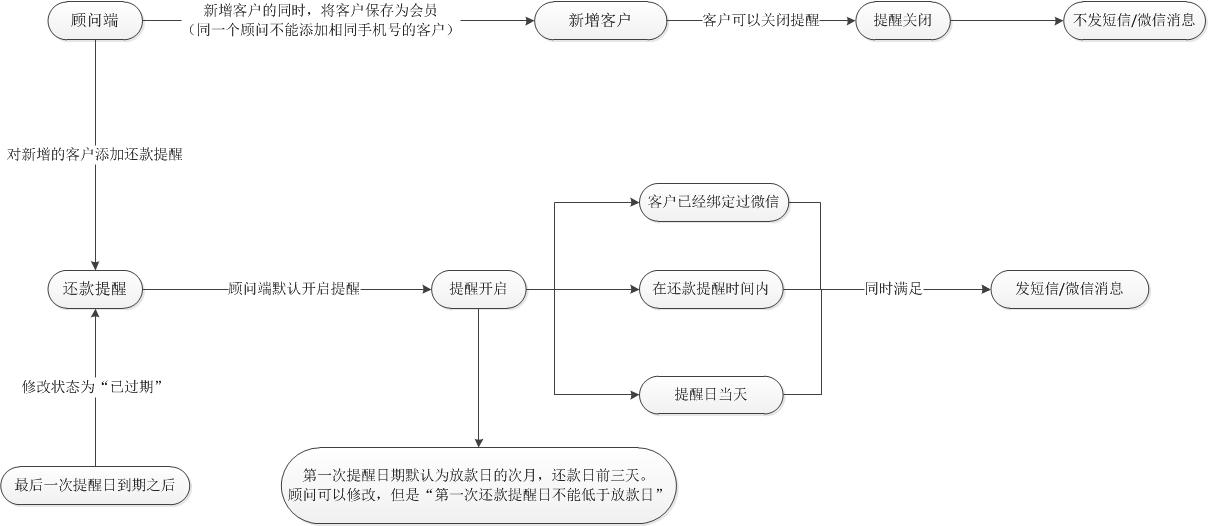 顾问端
新增客户的同时，将客户保存为会员
（同一个顾问不能添加相同手机号的客户）
新增客户
客户可以关闭提醒
提醒关闭
不发短信/微信消息
对新增的客户添加还款提醒
客户已经绑定过微信
还款提醒
顾问端默认开启提醒
提醒开启
在还款提醒时间内
同时满足
发短信/微信消息
修改状态为“已过期”
提醒日当天
最后一次提醒日到期之后
第一次提醒日期默认为放款日的次月，还款日前三天。
顾问可以修改，但是“第一次还款提醒日不能低于放款日”